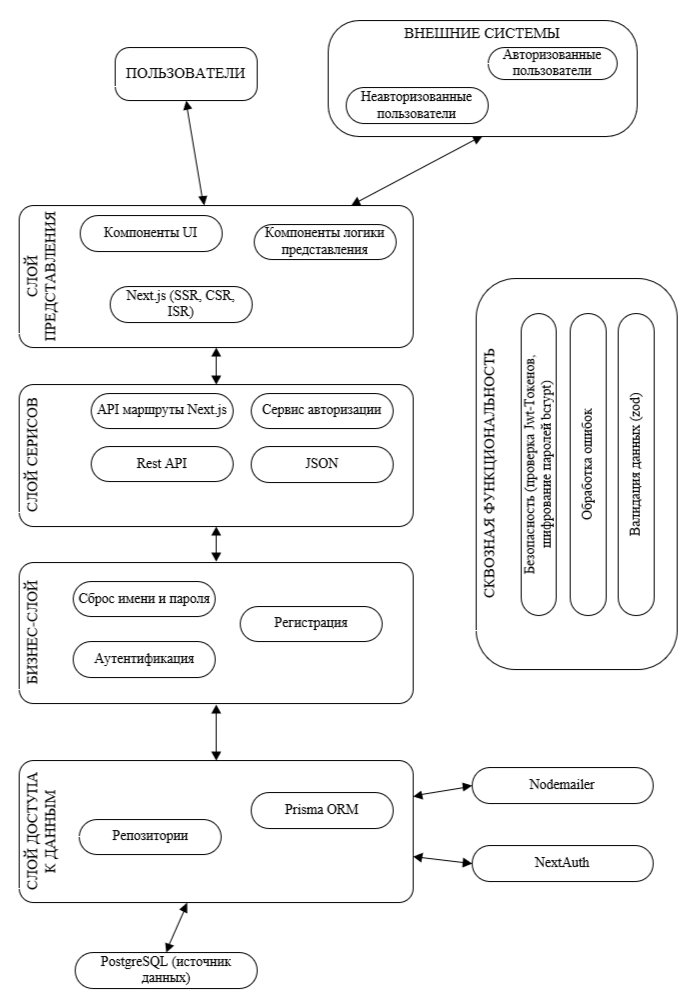 ПОЛЬЗОВАТЕЛИ
ВНЕШНИЕ СИСТЕМЫ
Авторизованные
пользователи
Неавторизованные
пользователи
СЛОЙ
ПРЕДСТАВЛЕНИЯ
Компоненты UI
Компоненты логики
представления
Next.js (SSR, CSR,
ISR)
СЛОЙ СЕРИСОВ
API маршруты Next.js
Сервис авторизации
Rest API
JSON
БИЗНЕС-СЛОЙ
Сброс имени и пароля
Регистрация
Аутентификация
СЛОЙ ДОСТУПА
К ДАННЫМ
Репозитории
Prisma ORM
Nodemailer
NextAuth
PostgreSQL (источник
данных)
СКВОЗНАЯ ФУНКЦИОНАЛЬНОСТЬ
Безопасность (проверка Jwt-Токенов,
шифрование паролей bcrypt)
Обработка ошибок
Валидация данных (zod)